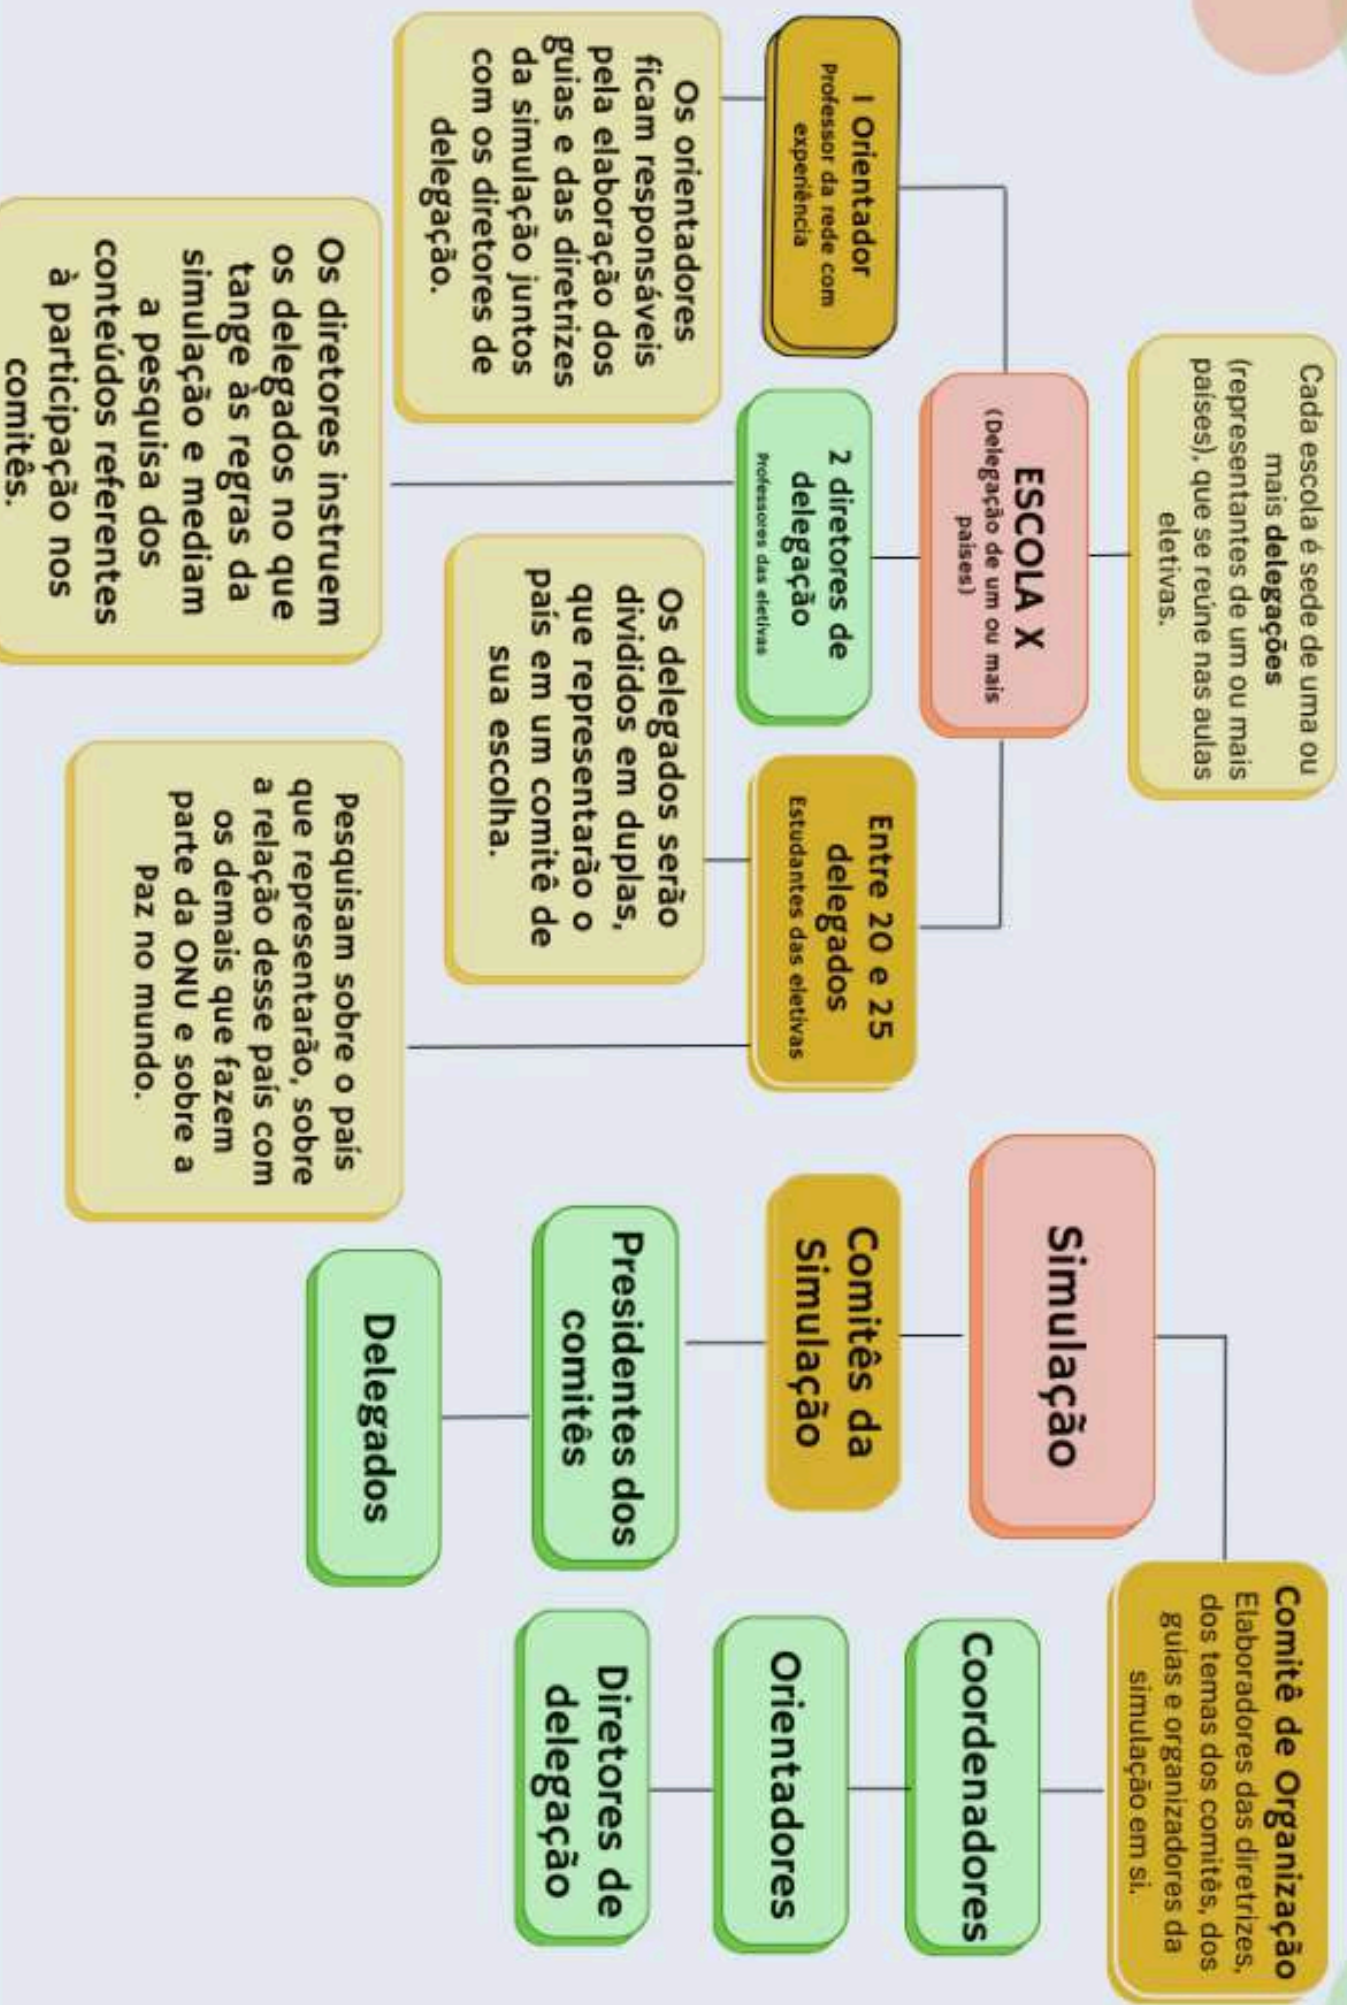 Cada escola é sede de uma ou
mais delegações
(representantes de um ou mais
países), que se reúne nas aulas
eletivas.
ESCOLA X
(Delegação de um ou mais
países)
I Orientador
Professor da rede com
experiência
Os orientadores
ficam responsáveis
pela elaboração dos
guias e das diretrizes
da simulação juntos
com os diretores de
delegação.
2 diretores de
delegação
Professores das eletivas
Os diretores instruem
os delegados no que
tange às regras da
simulação e mediam
a pesquisa dos
conteúdos referentes
à participação nos
comitês.
Entre 20 e 25
delegados
Estudantes das eletivas
Os delegados serão
divididos em duplas,
que representarão o
país em um comitê de
sua escolha.
Pesquisam sobre o país
que representarão, sobre
a relação desse país com
os demais que fazem
parte da ONU e sobre a
Paz no mundo.
Simulação
Comitês da
Simulação
Presidentes dos
comitês
Delegados
Comitê de Organização
Elaboradores das diretrizes,
dos temas dos comitês, dos
guias e organizadores da
simulação em si.
Coordenadores
Orientadores
Diretores de
delegação